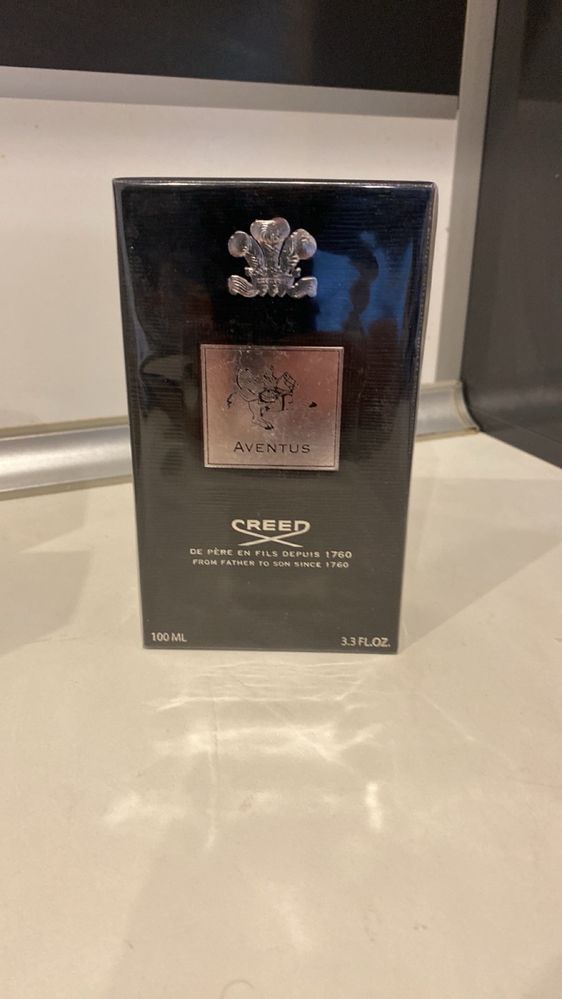 AVENTUS
CREED
DE PÈRE EN FILS DEPUIS 1760
FROM FATHER TO SON SINCE 1760
100 ML
3.3 FL.OZ.